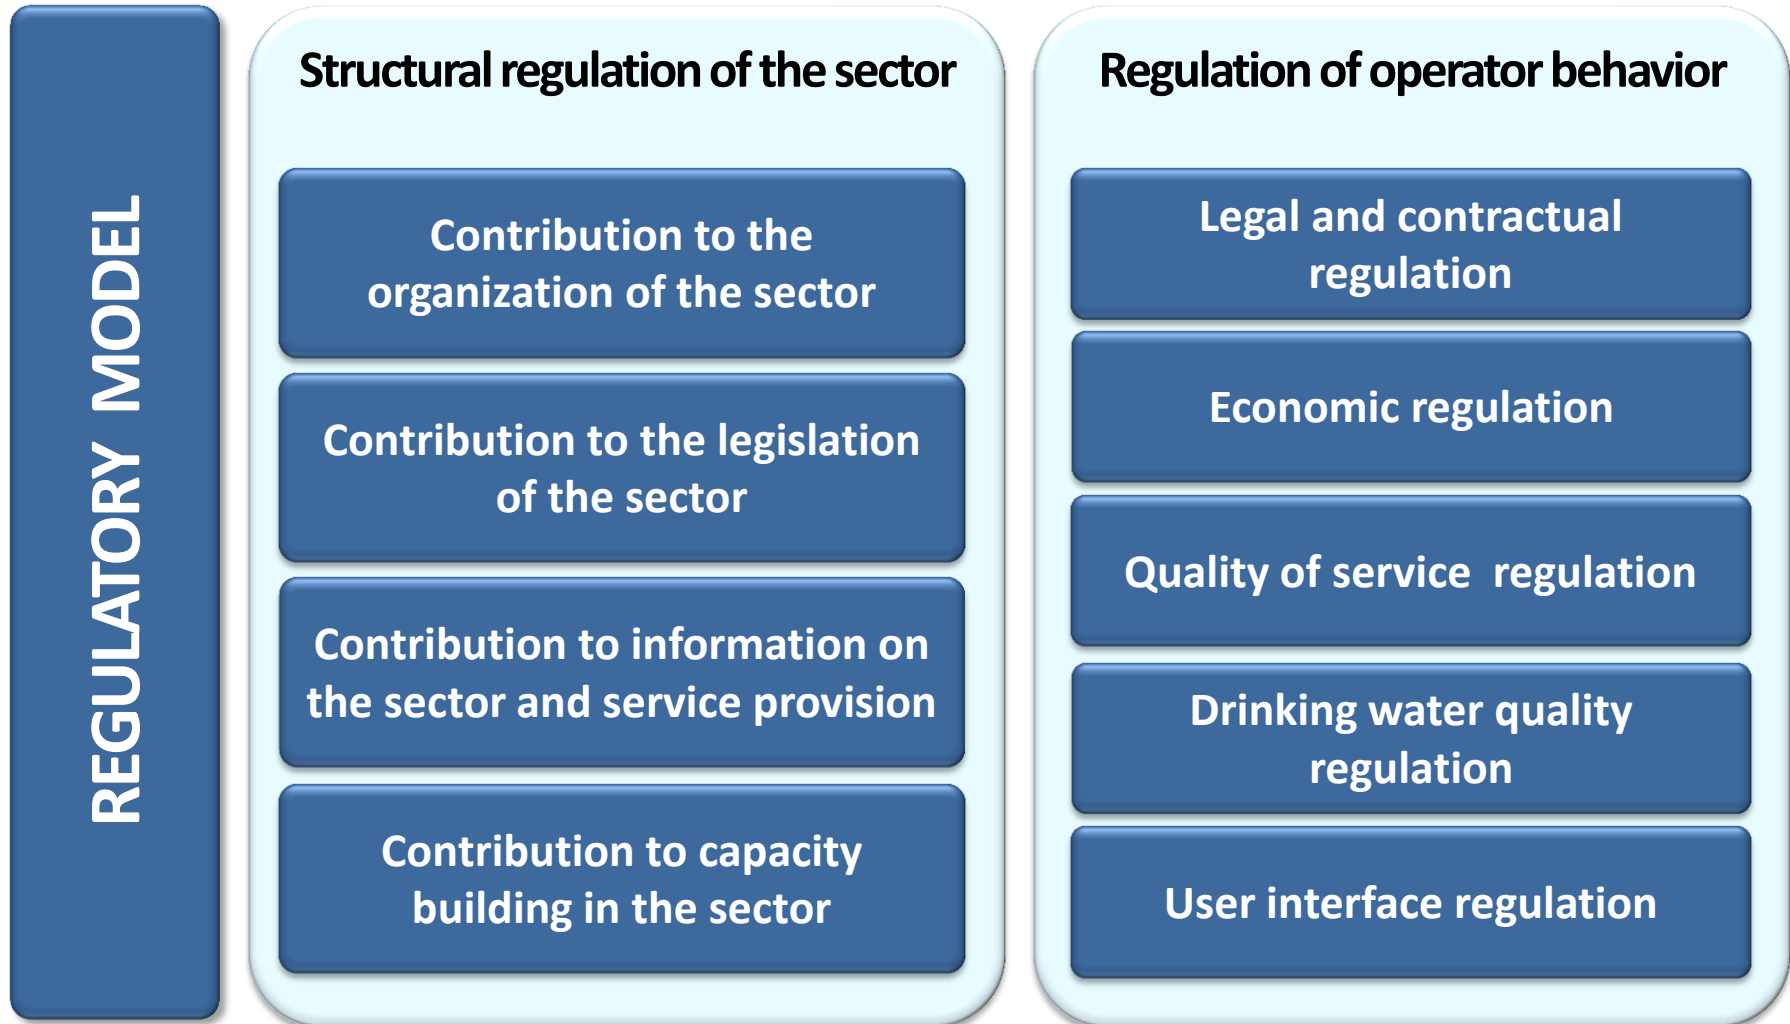 REGULATORY MODEL
Structural regulation of the sector
Contribution to the
organization of the sector
Contribution to the legislation
of the sector
Contribution to information on
the sector and service provision
Contribution to capacity
building in the sector
Regulation of operator behavior
Legal and contractual
regulation
Economic regulation
Quality of service  regulation
Drinking water quality
regulation
User interface regulation